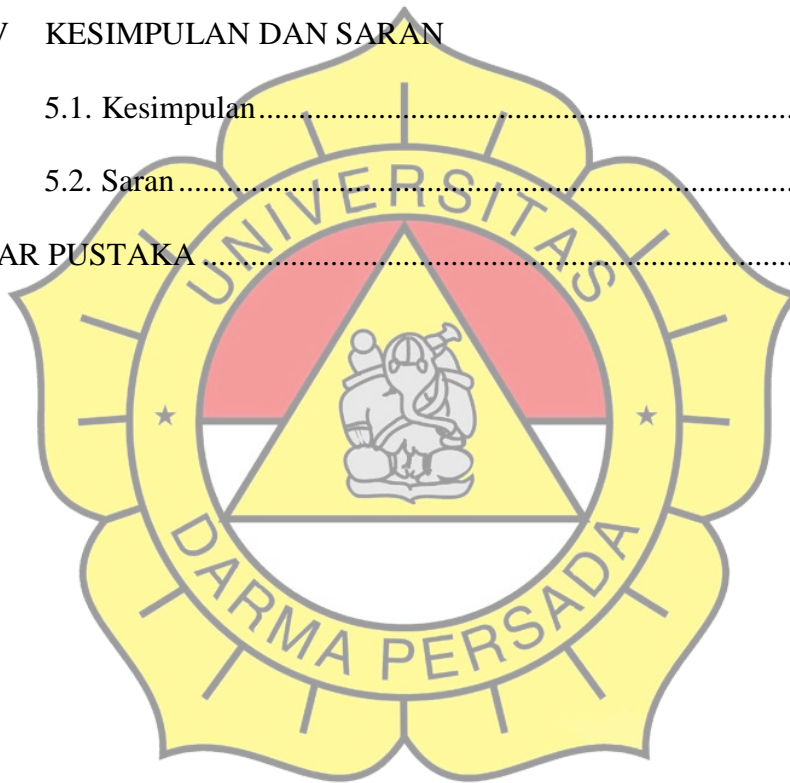 V KESIMPULAN DAN SARAN
5.1. Kesimpulan....................................................................
5.2. Saran..............................................................................
AR PUSTAKA...........................................................................
UNIVERSITAS
DARMA PERSADA